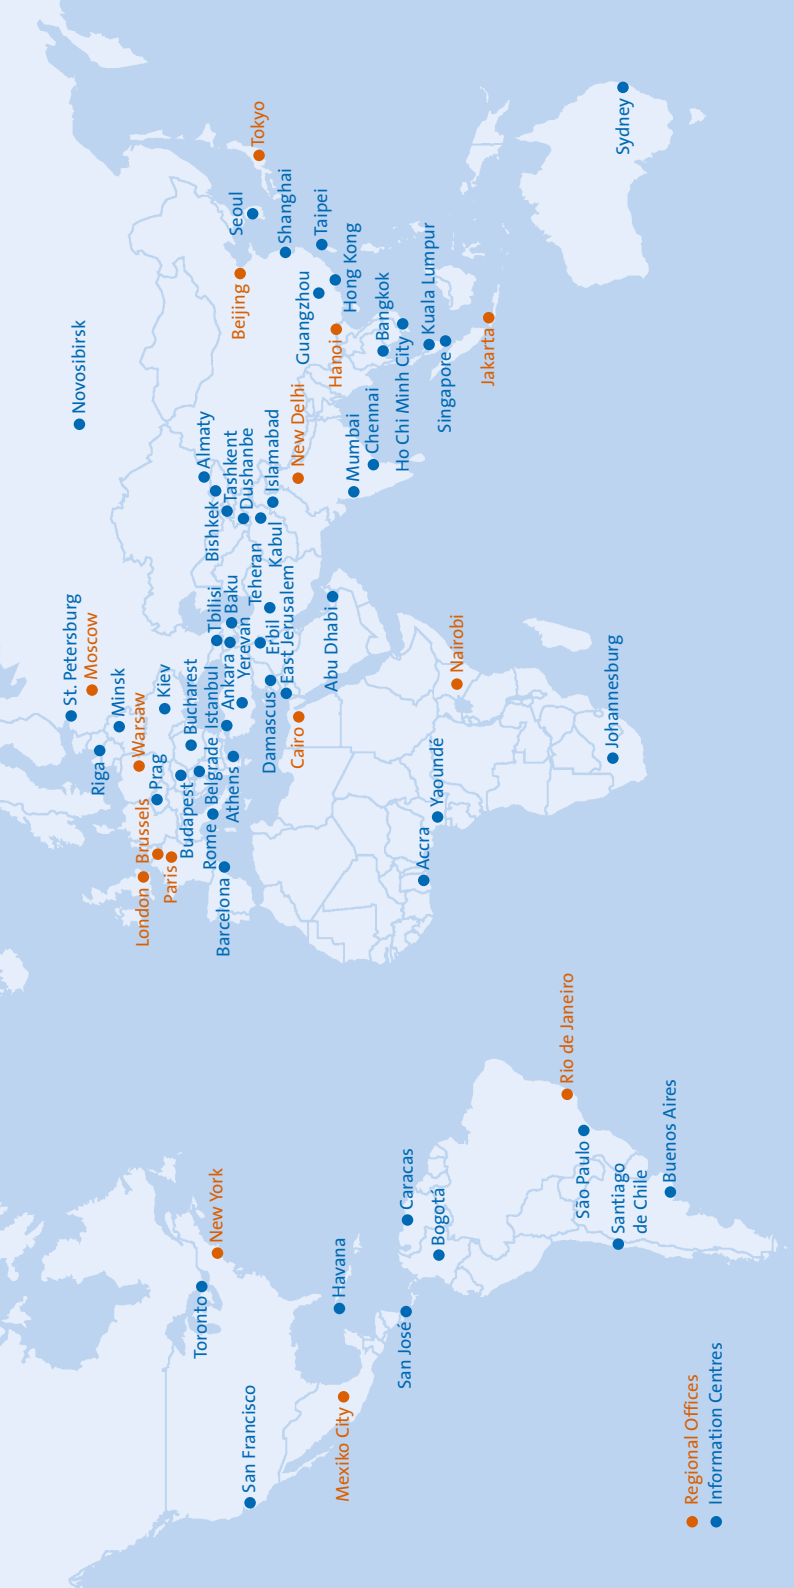 San Francisco
Toronto
New York
Mexiko City
Havana
San José
Caracas
Bogotá
Rio de Janeiro
São Paulo
Santiago
de Chile
Buenos Aires
St. Petersburg
Moscow
Riga
Minsk
Warsaw
London
Brussels
Prag
Kiev
Paris
Budapest
Bucharest
Rome
Belgrade
Istanbul
Tbilisi
Barcelona
Athens
Ankara
Baku
Yerevan
Teheran
Damascus
Erbil
East Jerusalem
Cairo
Abu Dhabi
Novosibirsk
Almaty
Bishkek
Tashkent
Dushanbe
Kabul
Islamabad
New Delhi
Mumbai
Chennai
Beijing
Seoul
Tokyo
Shanghai
Taipei
Guangzhou
Hong Kong
Hanoi
Bangkok
Ho Chi Minh City
Kuala Lumpur
Singapore
Jakarta
Accra
Yaoundé
Nairobi
Johannesburg
Sydney
Regional Offices
Information Centres